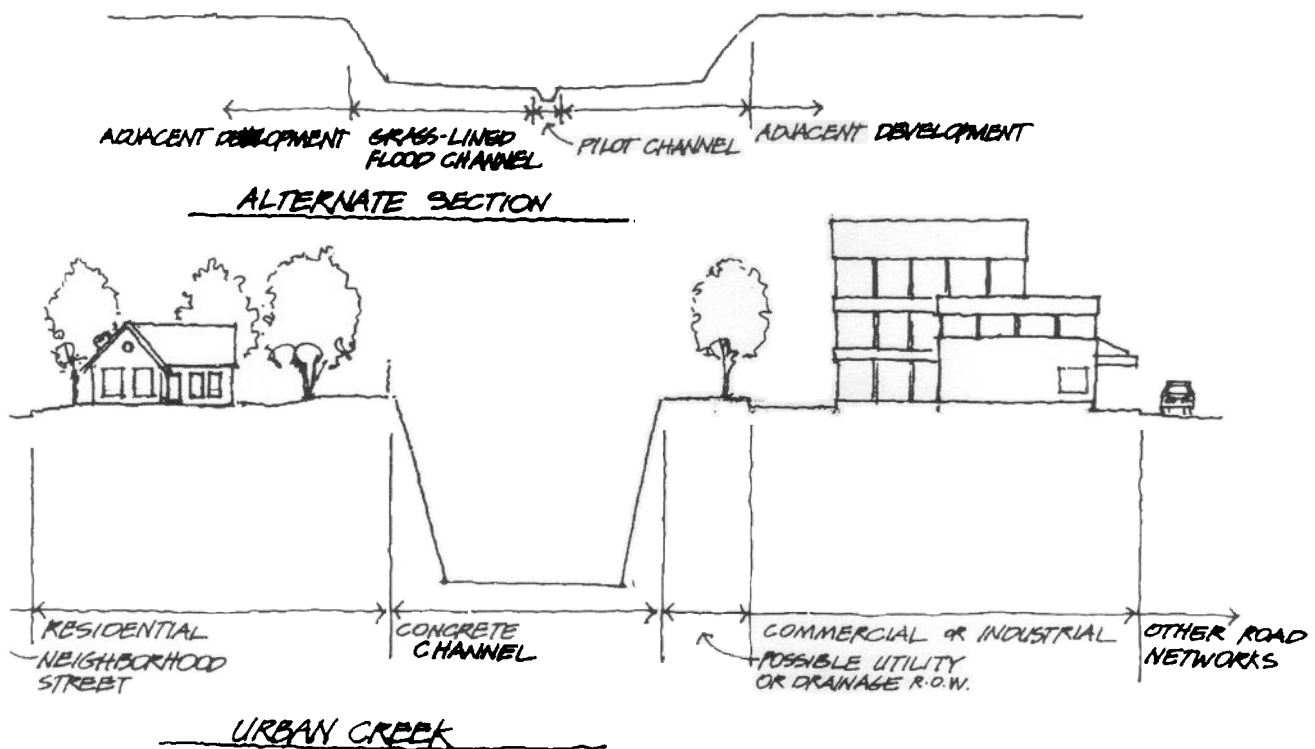 ADJACENT DEVELOPMENT
GRASS-LINED
FLOOD CHANNEL
PILOT CHANNEL
ADJACENT DEVELOPMENT
ALTERNATE SECTION
RESIDENTIAL
NEIGHBORHOOD
STREET
CONCRETE
CHANNEL
POSSIBLE UTILITY
OR DRAINAGE R.O.W.
COMMERCIAL OR INDUSTRIAL
OTHER ROAD
NETWORKS
URBAN CREEK